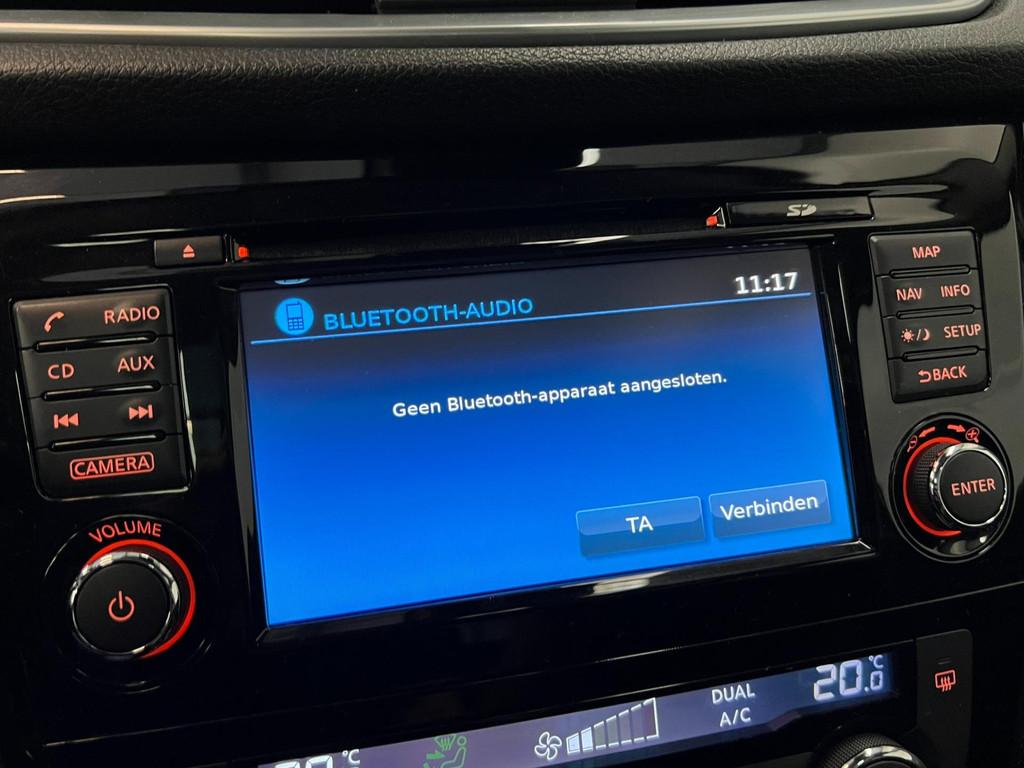 SD
MAP
NAV INFO
SETUP
BACK
ENTER
RADIO
CD AUX
CAMERA
VOLUME
11:17
BLUETOOTH-AUDIO
Geen Bluetooth-apparaat aangesloten.
TA Verbinden
DUAL
A/C
20.0°C
°C